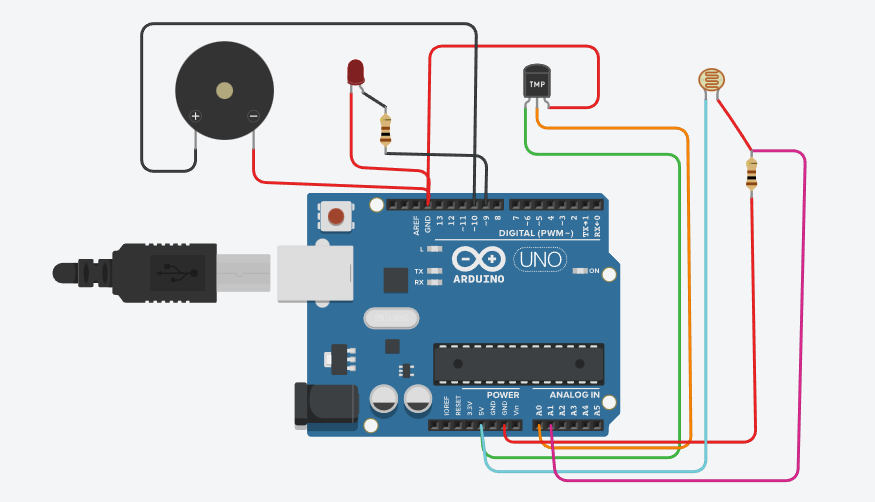 TMP
+
−
AREF
GND
13
12
~11
~10
~9
8
7
~6
~5
4
~3
2
TX→1
RX←0
DIGITAL (PWM~)
L
TX
RX
ARDUINO
UNO
ON
POWER
ANALOG IN
IOREF
RESET
3.3V
5V
GND
GND
Vin
A0
A1
A2
A3
A4
A5